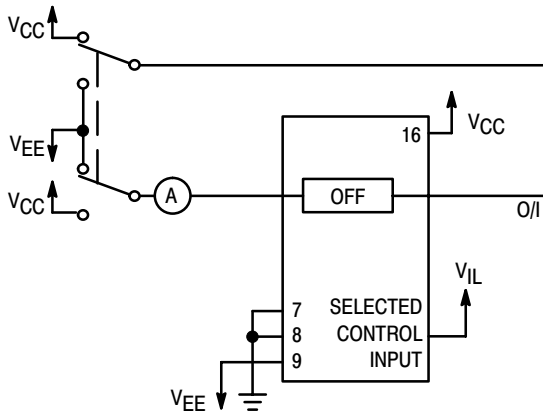 VCC
16
VCC
VEE
VCC
A
OFF
O/I
VIL
7
SELECTED
8
CONTROL
9
INPUT
VEE